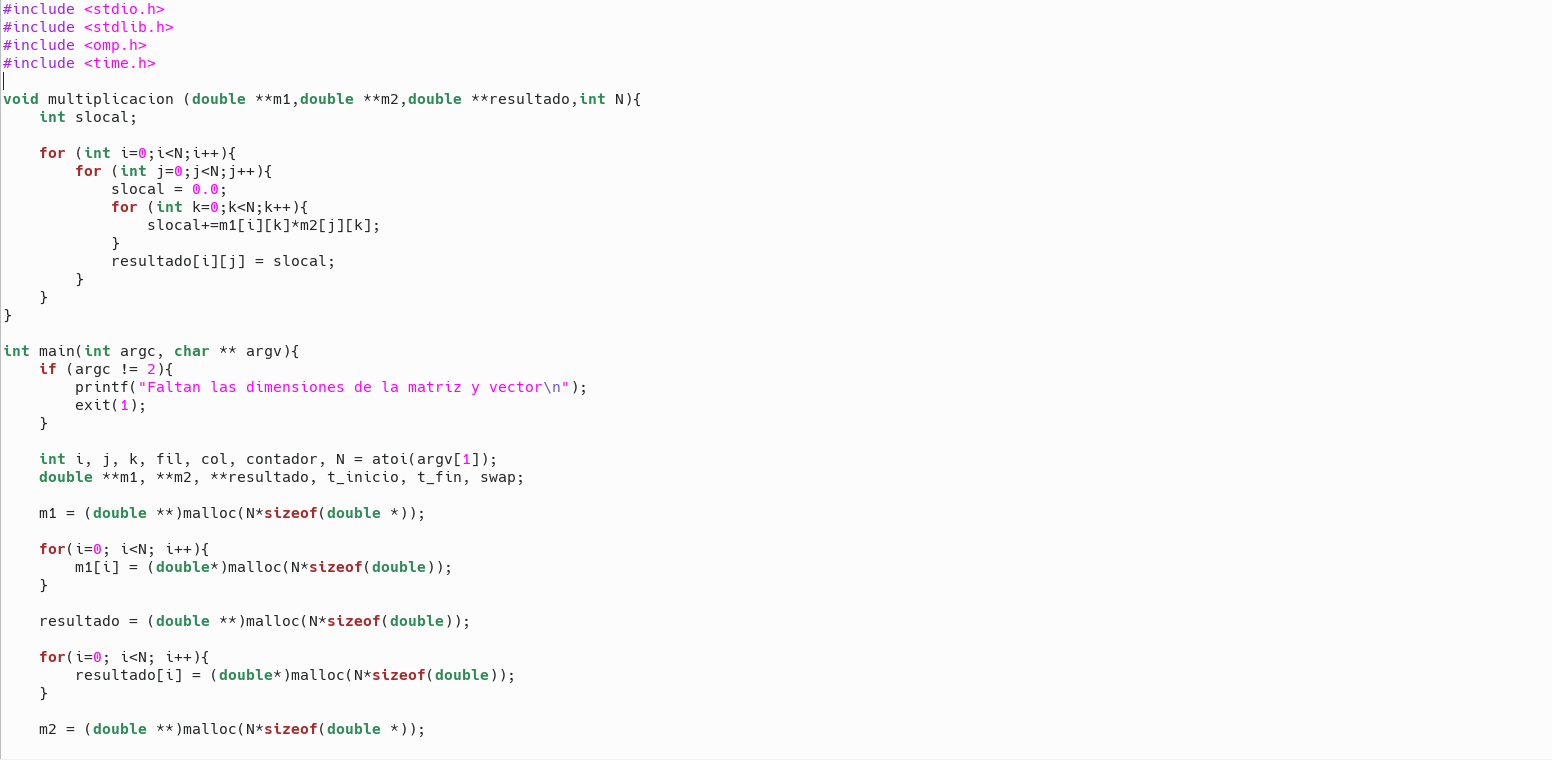 #include <stdio.h>
#include <stdlib.h>
#include <omp.h>
#include <time.h>

void multiplicacion (double **m1,double **m2,double **resultado,int N){
    int slocal;

    for (int i=0;i<N;i++){
        for (int j=0;j<N;j++){
            slocal = 0.0;
            for (int k=0;k<N;k++){
                slocal+=m1[i][k]*m2[j][k];
            }
            resultado[i][j] = slocal;
        }
    }
}

int main(int argc, char ** argv){
    if (argc != 2){
        printf("Faltan las dimensiones de la matriz y vector\n");
        exit(1);
    }

    int i, j, k, fil, col, contador, N = atoi(argv[1]);
    double **m1, **m2, **resultado, t_inicio, t_fin, swap;

    m1 = (double **)malloc(N*sizeof(double *));

    for(i=0; i<N; i++){
        m1[i] = (double*)malloc(N*sizeof(double));
    }

    resultado = (double **)malloc(N*sizeof(double));

    for(i=0; i<N; i++){
        resultado[i] = (double*)malloc(N*sizeof(double));
    }

    m2 = (double **)malloc(N*sizeof(double *));